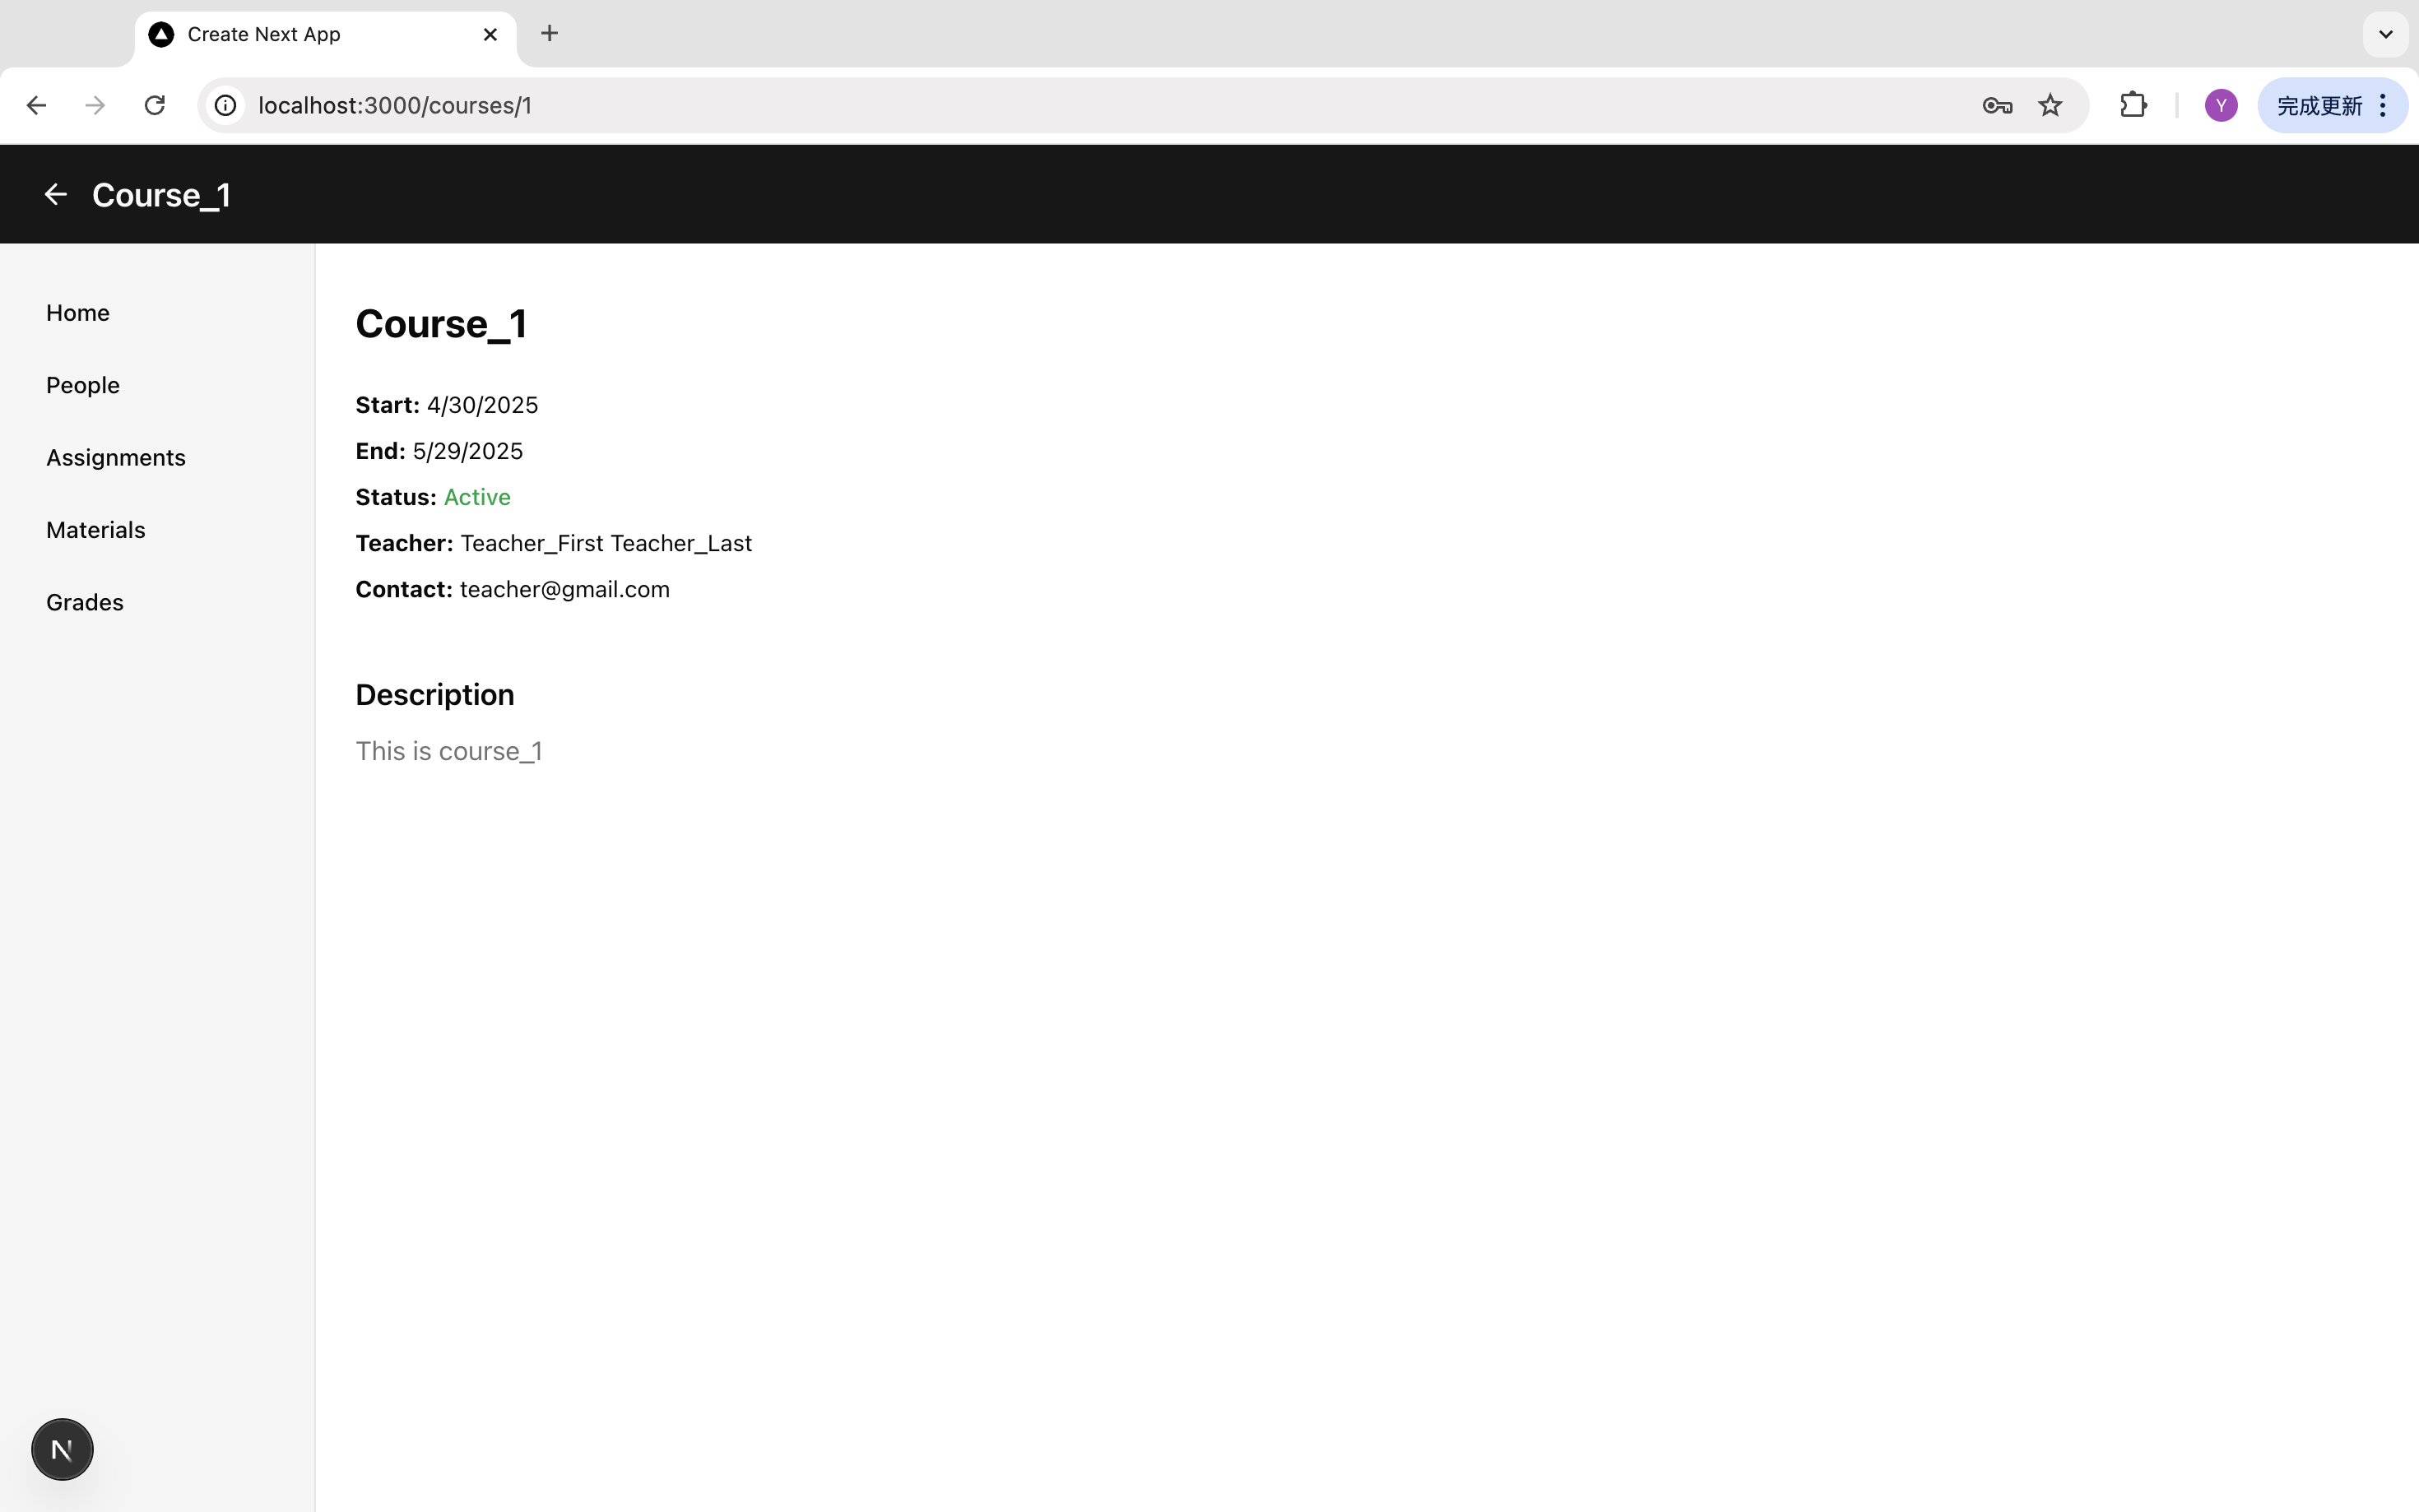 Create Next App
localhost:3000/courses/1
Y
完成更新
Course_1
Home
People
Assignments
Materials
Grades
Course_1
Start: 4/30/2025
End: 5/29/2025
Status: Active
Teacher: Teacher_First Teacher_Last
Contact: teacher@gmail.com
Description
This is course_1
N